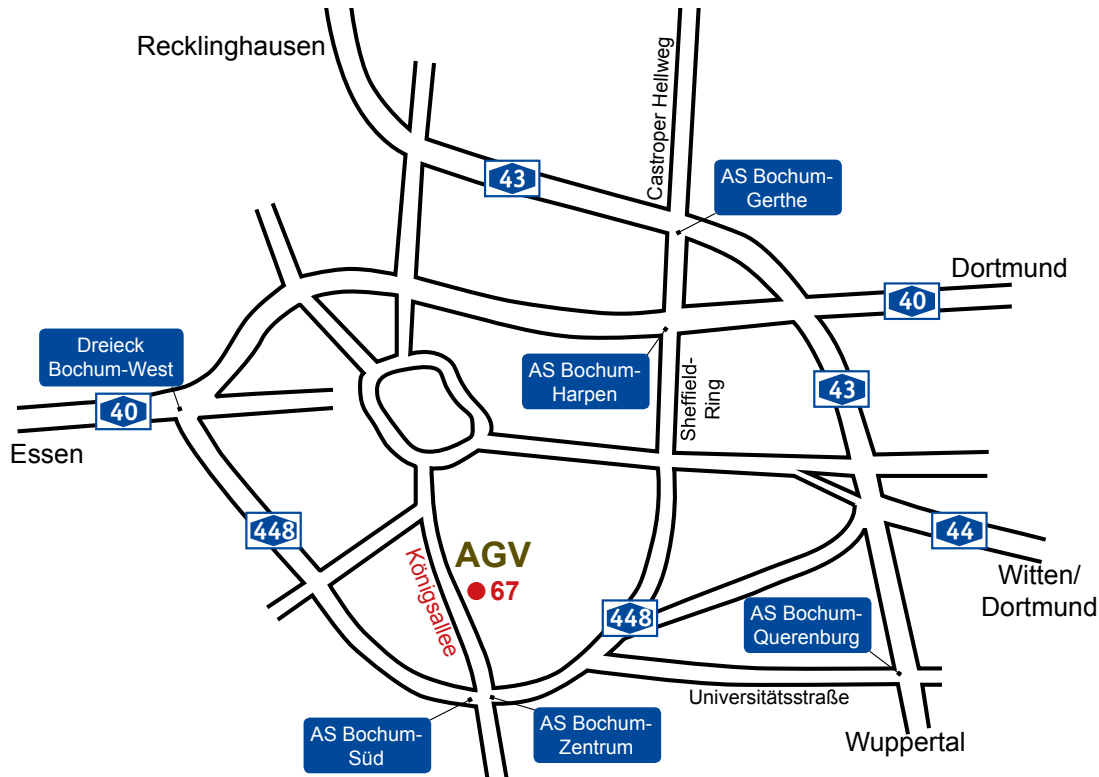 Recklinghausen
Castroper Hellweg
43
AS Bochum-
Gerthe
Dortmund
40
Dreieck
Bochum-West
AS Bochum-
Harpen
Sheffield-
Ring
43
40
Essen
448
AGV
67
Königsallee
44
Witten/
Dortmund
448
AS Bochum-
Querenburg
Universitätsstraße
AS Bochum-
Süd
AS Bochum-
Zentrum
Wuppertal